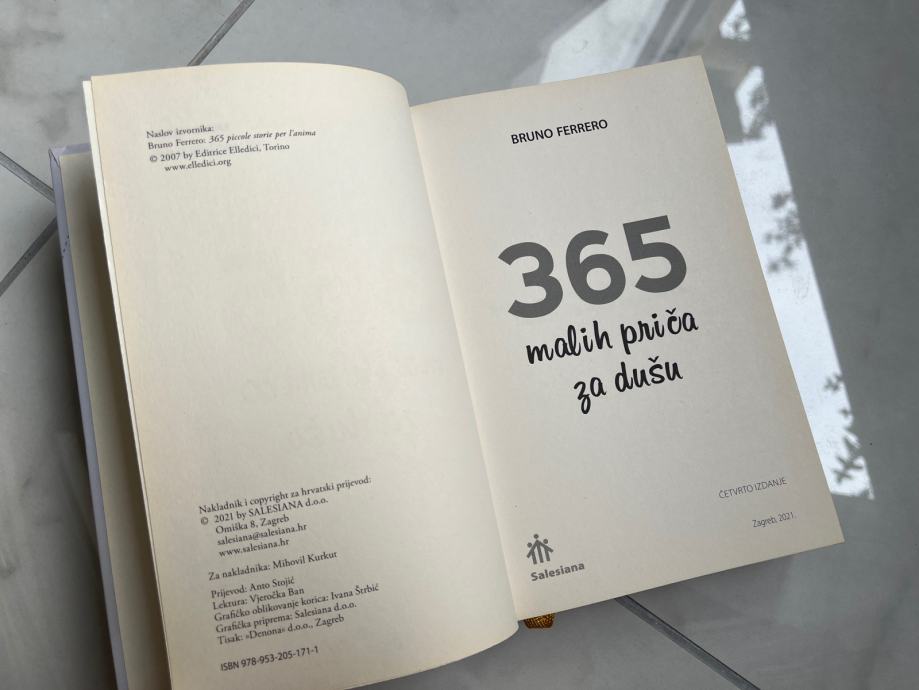 Naslov izvornika:
Bruno Ferrero: 365 piccole storie per l'anima
© 2007 by Editrice Elledici, Torino
www.elledici.org
Nakladnik i copyright za hrvatski prijevod:
© 2021 by SALESIANA d.o.o.
Omiška 8, Zagreb
salesiana@salesiana.hr
www.salesiana.hr
Za nakladnika: Mihovil Kurkut
Prijevod: Anto Stojić
Lektura: Vjeročka Ban
Grafičko oblikovanje korica: Ivana Štrbić
Grafička priprema: Salesiana d.o.o.
Tisak: »Denona« d.o.o., Zagreb
ISBN 978-953-205-171-1
BRUNO FERRERO
365
malih priča
za dušu
ČETVRTO IZDANJE
Zagreb, 2021.
Salesiana